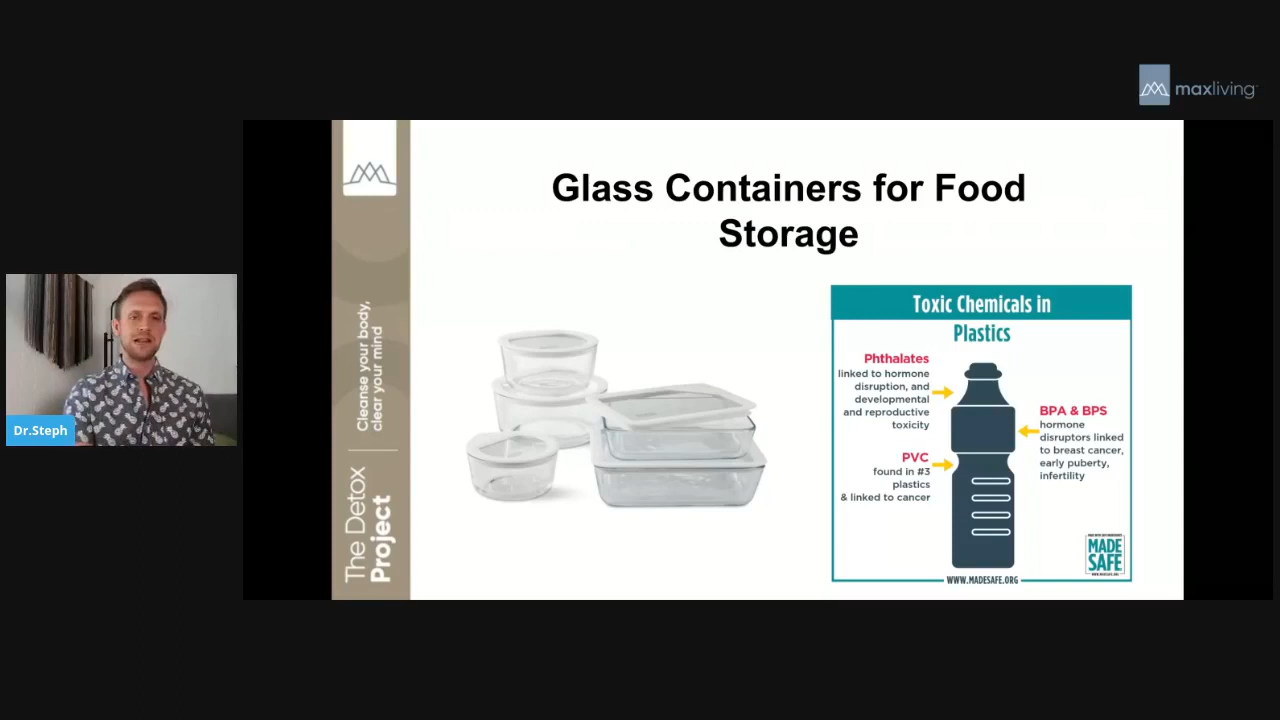 maxliving
Glass Containers for Food
Storage
Cleanse your body,
clear your mind
The Detox
Project
Dr.Steph
Toxic Chemicals in
Plastics
Phthalates
linked to hormone
disruption, and
developmental
and reproductive
toxicity
BPA & BPS
hormone
disruptors linked
to breast cancer,
early puberty,
infertility
PVC
found in #3
plastics
& linked to cancer
MADE
SAFE
WWW.MADESAFE.ORG